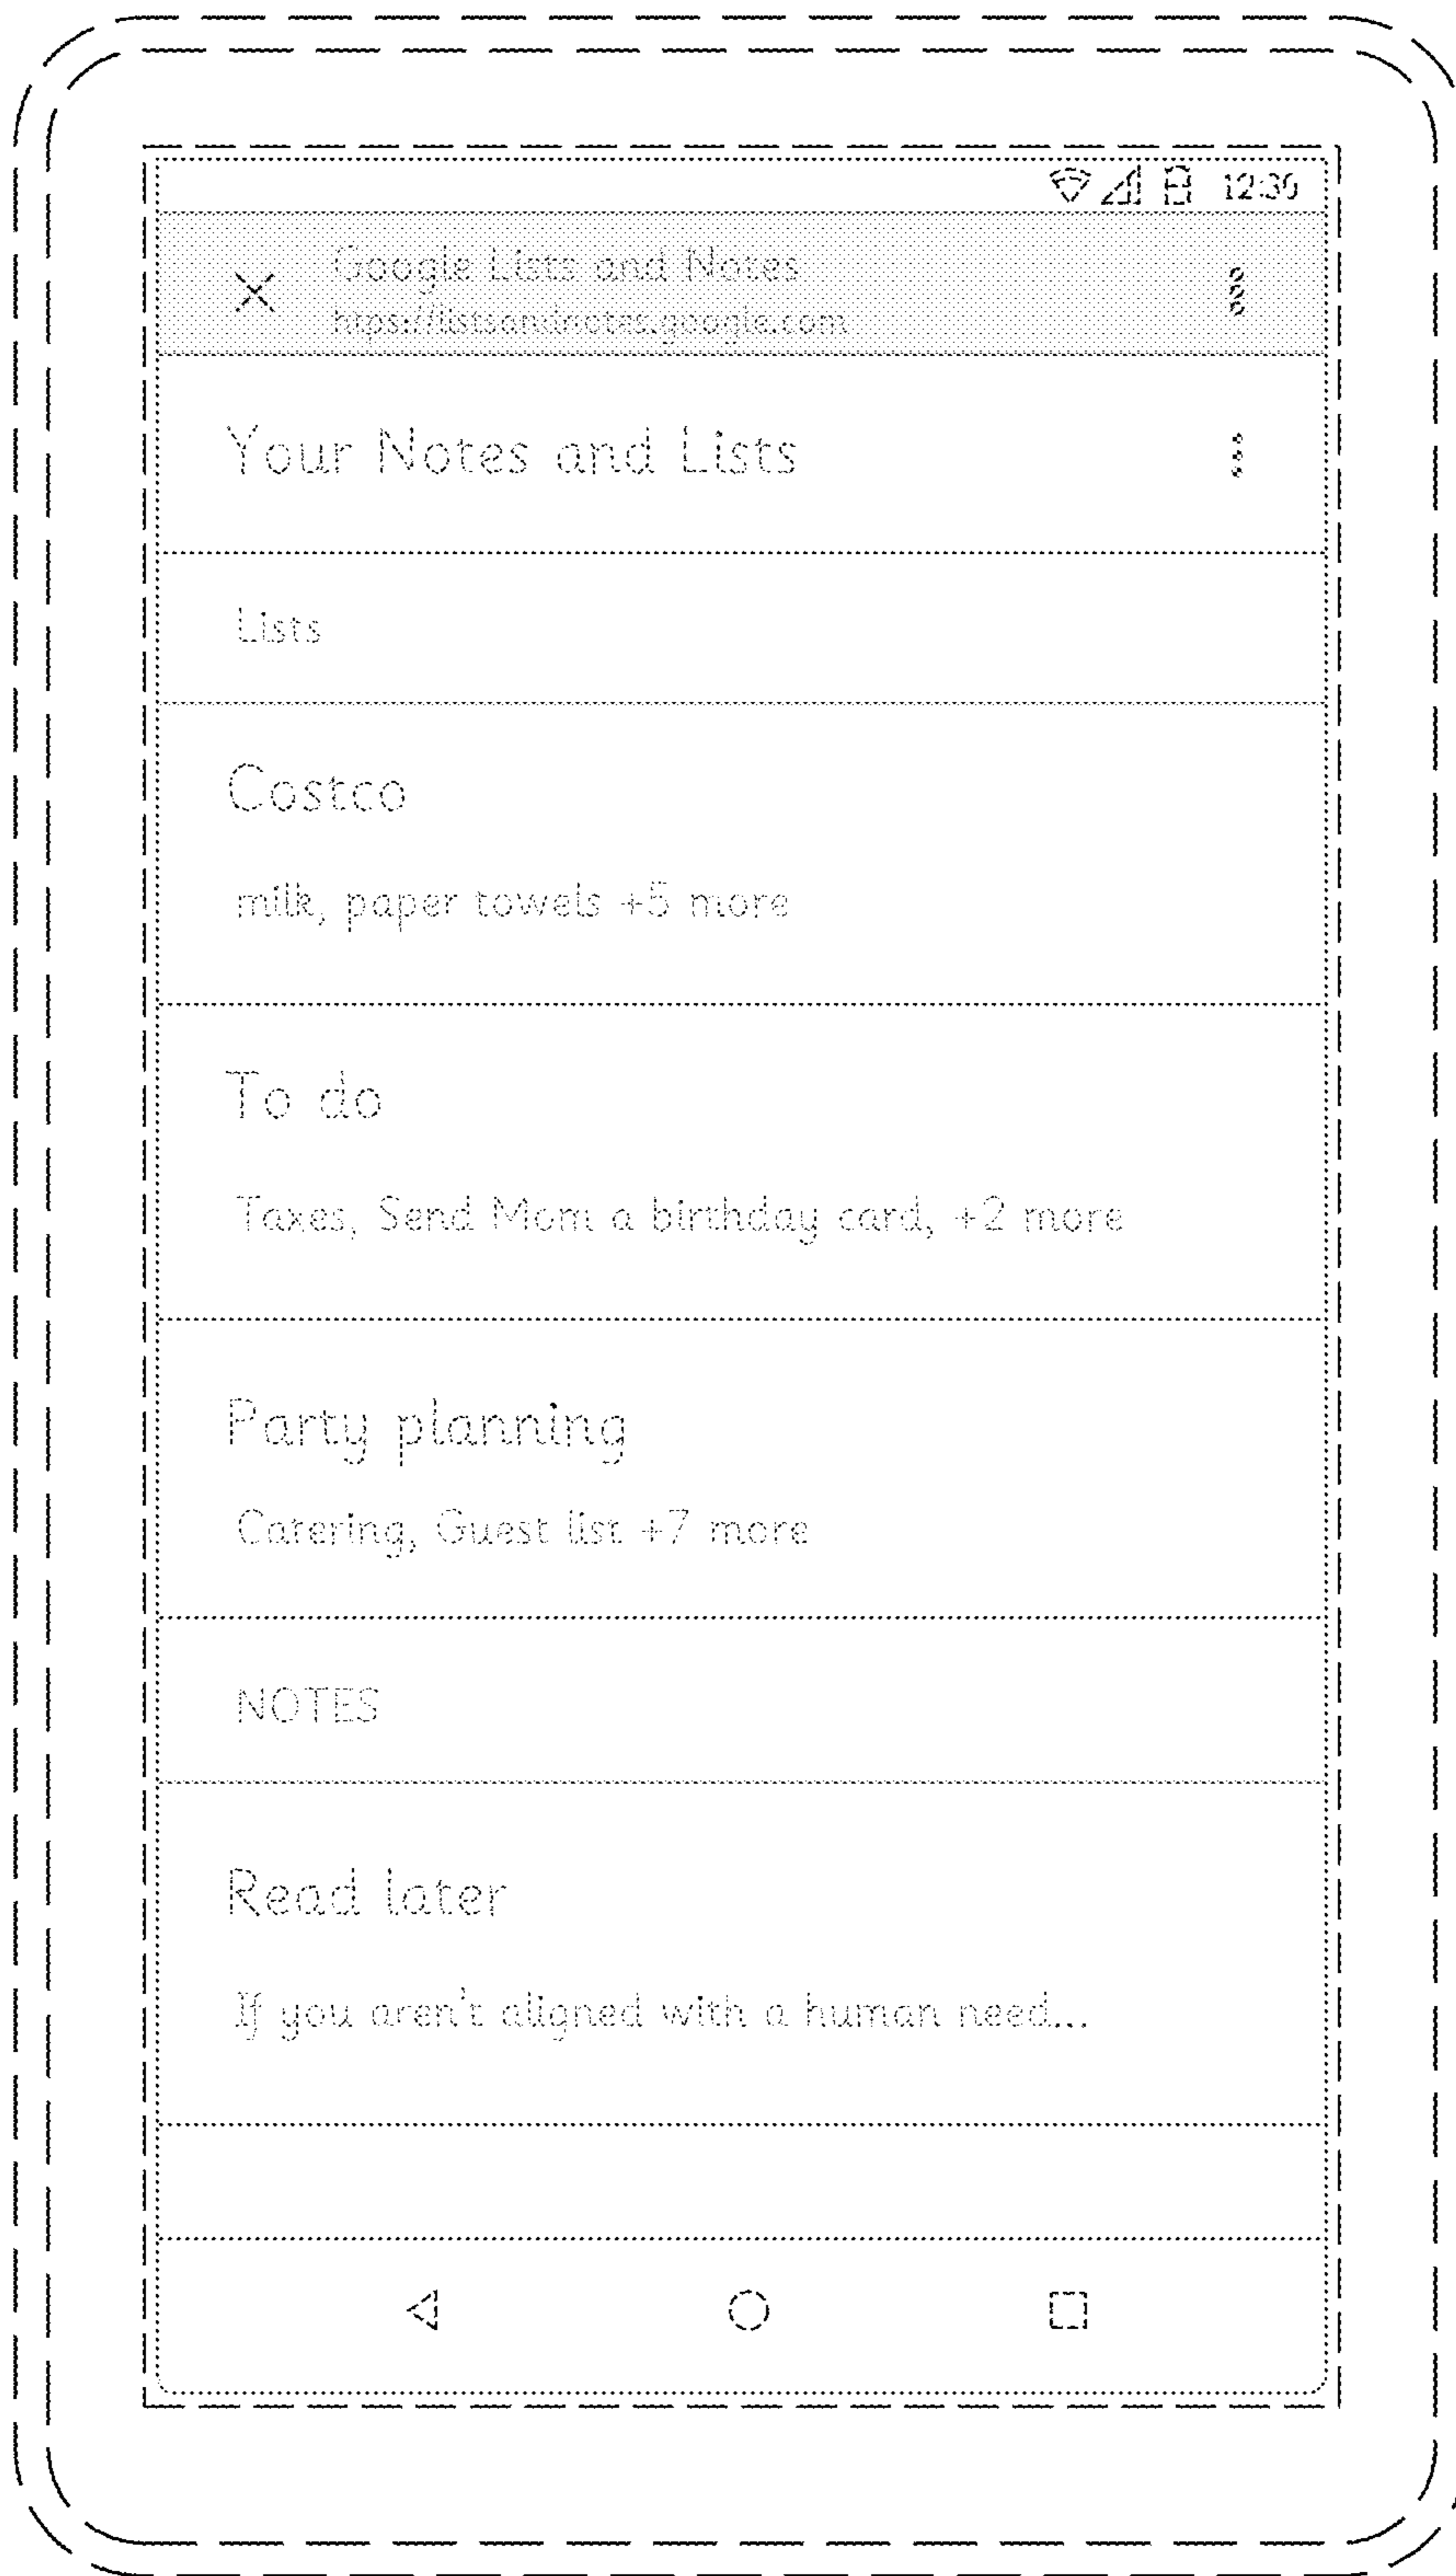 12:30
Google Lists and Notes
https://listsandnotes.google.com
Your Notes and Lists
Lists
Costco
milk, paper towels +5 more
To do
Taxes, Send Mom a birthday card, +2 more
Party planning
Catering, Guest list +7 more
NOTES
Read later
If you aren't aligned with a human need...